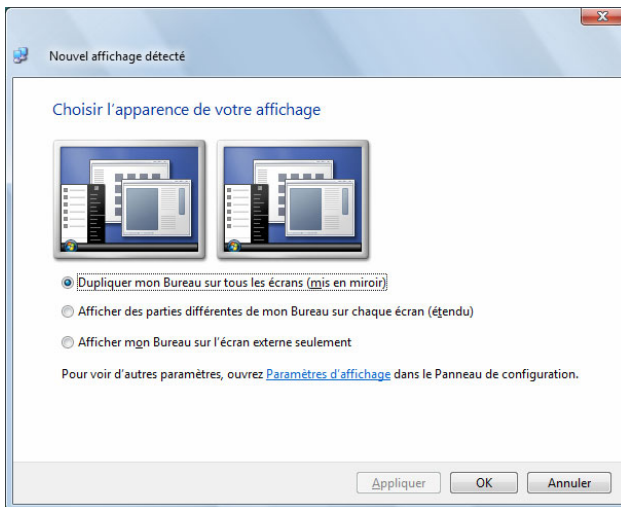 Nouvel affichage détecté
Choisir l'apparence de votre affichage
Dupliquer mon Bureau sur tous les écrans (mis en miroir)
Afficher des parties différentes de mon Bureau sur chaque écran (étendu)
Afficher mon Bureau sur l'écran externe seulement
Pour voir d'autres paramètres, ouvrez Paramètres d'affichage dans le Panneau de configuration.
Appliquer OK Annuler